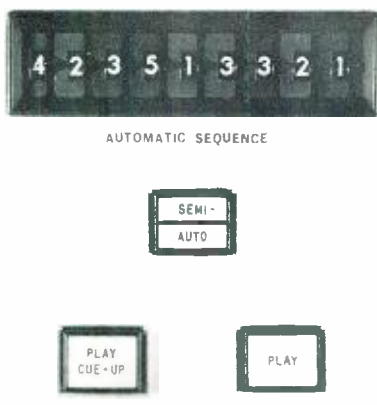 4 2 3 5 1 3 3 2 1
AUTOMATIC SEQUENCE
SEMI-
AUTO
PLAY
CUE-UP
PLAY